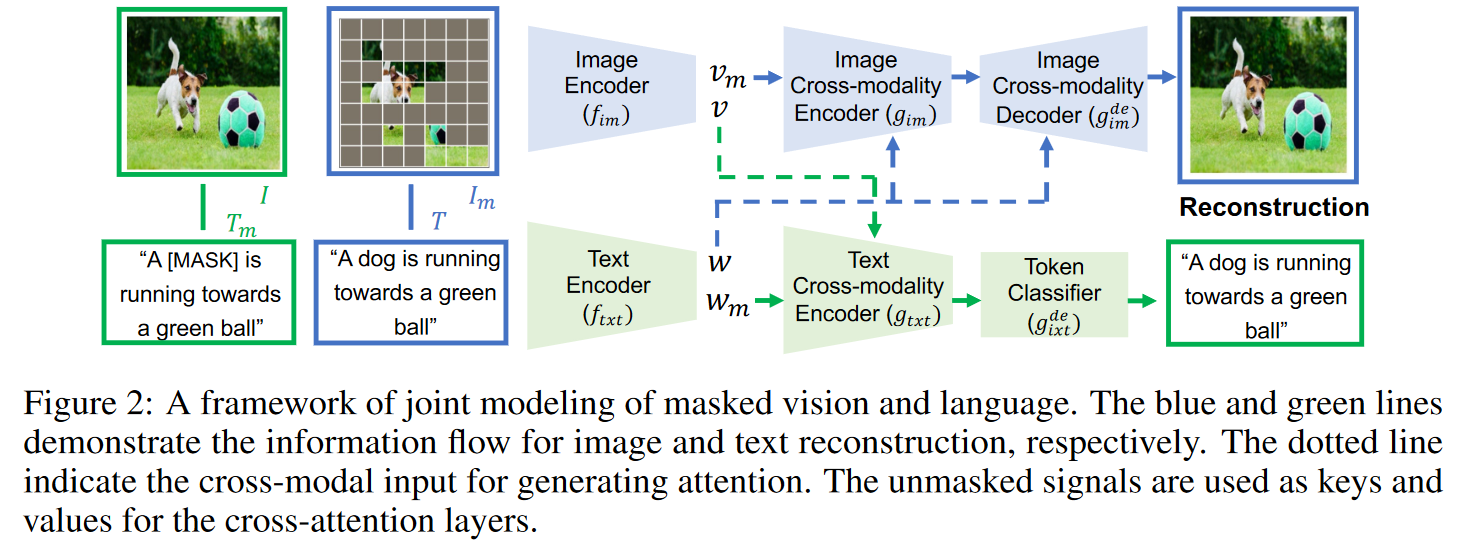 I
T_m
"A [MASK] is
running towards
a green ball"
I_m
T
"A dog is running
towards a green
ball"
Image
Encoder
(f_{im})
v_m
v
Image
Cross-modality
Encoder (g_{im})
Image
Cross-modality
Decoder (g_{im}^{de})
Reconstruction
Text
Encoder
(f_{txt})
w
w_m
Text
Cross-modality
Encoder (g_{txt})
Token
Classifier
(g_{ixt}^{de})
"A dog is running
towards a green
ball"
Figure 2: A framework of joint modeling of masked vision and language. The blue and green lines
demonstrate the information flow for image and text reconstruction, respectively. The dotted line
indicate the cross-modal input for generating attention. The unmasked signals are used as keys and
values for the cross-attention layers.